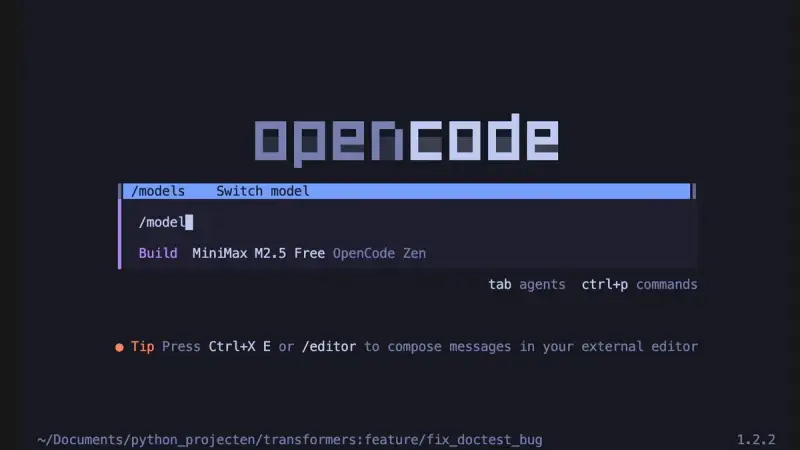 opencode
/models Switch model
/model
Build MiniMax M2.5 Free OpenCode Zen
tab agents ctrl+p commands
● Tip Press Ctrl+X E or /editor to compose messages in your external editor
~/Documents/python_projecten/transformers:feature/fix_doctest_bug 1.2.2